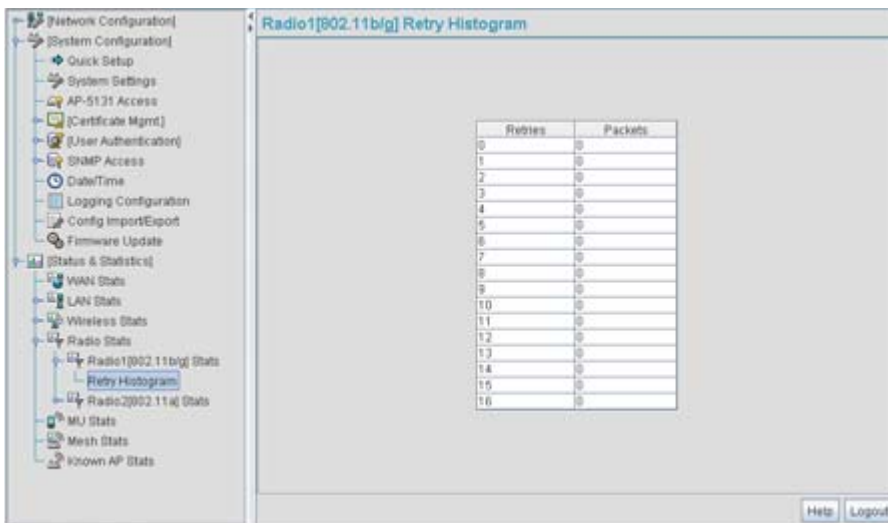 [Network Configuration]
[System Configuration]
Quick Setup
System Settings
AP-5131 Access
[Certificate Mgmt.]
[User Authentication]
SNMP Access
Date/Time
Logging Configuration
Config Import/Export
Firmware Update
[Status & Statistics]
WAN Stats
LAN Stats
Wireless Stats
Radio Stats
Radio1[802.11b/g] Stats
Retry Histogram
Radio2[802.11a] Stats
MU Stats
Mesh Stats
Known AP Stats
Radio1[802.11b/g] Retry Histogram
Retries Packets
0 0
1 0
2 0
3 0
4 0
5 0
6 0
7 0
8 0
9 0
10 0
11 0
12 0
13 0
14 0
15 0
16 0
Help Logout